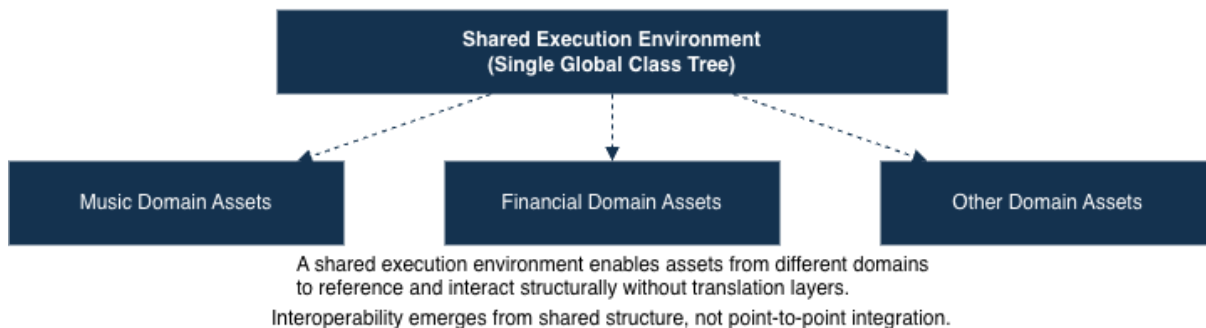 Shared Execution Environment
(Single Global Class Tree)
Music Domain Assets
Financial Domain Assets
Other Domain Assets
A shared execution environment enables assets from different domains
to reference and interact structurally without translation layers.
Interoperability emerges from shared structure, not point-to-point integration.